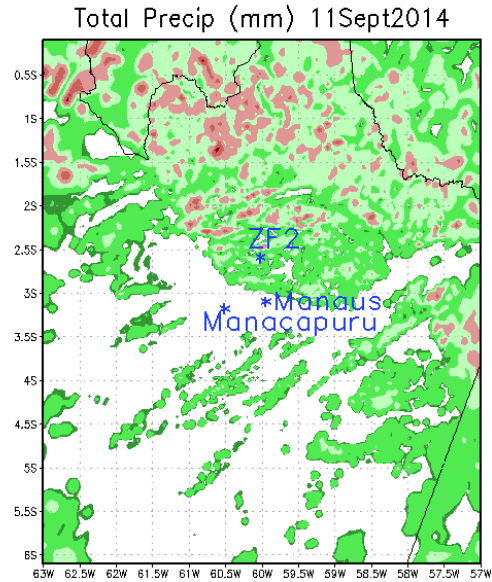 Total Precip (mm) 11Sept2014
0.5S
1S
1.5S
2S
ZF2
2.5S
3S
*Manaus
Manacapuru
3.5S
4S
4.5S
5S
5.5S
6S
63W 62.5W 62W 61.5W 61W 60.5W 60W 59.5W 59W 58.5W 58W 57.5W 57W